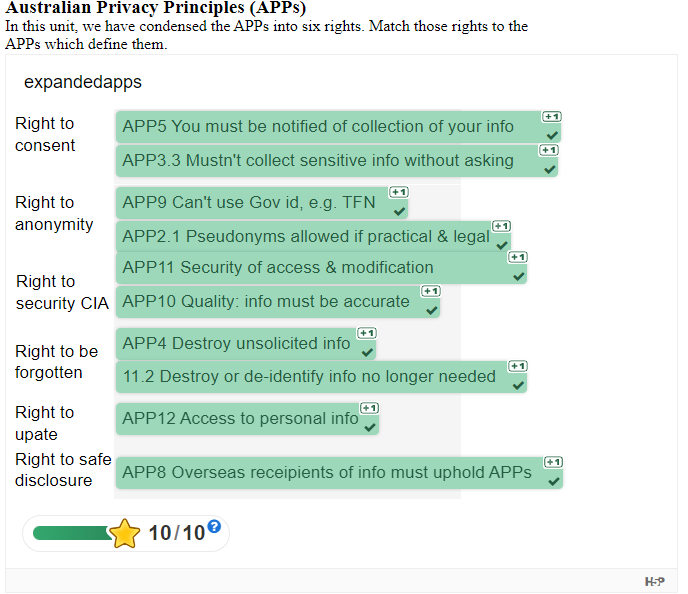 Australian Privacy Principles (APPs)
In this unit, we have condensed the APPs into six rights. Match those rights to the
APPs which define them.
expandedapps
Right to
consent
APP5 You must be notified of collection of your info
+1
APP3.3 Mustn't collect sensitive info without asking
+1
Right to
anonymity
APP9 Can't use Gov id, e.g. TFN
+1
APP2.1 Pseudonyms allowed if practical & legal
+1
Right to
security CIA
APP11 Security of access & modification
+1
APP10 Quality: info must be accurate
+1
Right to be
forgotten
APP4 Destroy unsolicited info
+1
11.2 Destroy or de-identify info no longer needed
+1
Right to
upate
APP12 Access to personal info
+1
Right to safe
disclosure
APP8 Overseas receipients of info must uphold APPs
+1
10/10
?
H5P